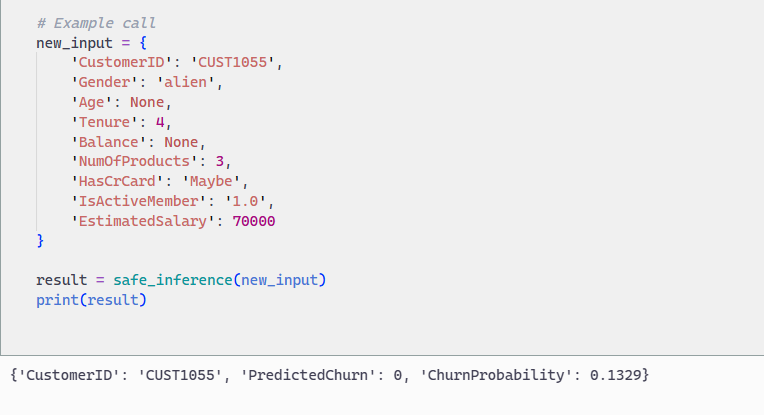 # Example call
new_input = {
    'CustomerID': 'CUST1055',
    'Gender': 'alien',
    'Age': None,
    'Tenure': 4,
    'Balance': None,
    'NumOfProducts': 3,
    'HasCrCard': 'Maybe',
    'IsActiveMember': '1.0',
    'EstimatedSalary': 70000
}
result = safe_inference(new_input)
print(result)
{'CustomerID': 'CUST1055', 'PredictedChurn': 0, 'ChurnProbability': 0.1329}